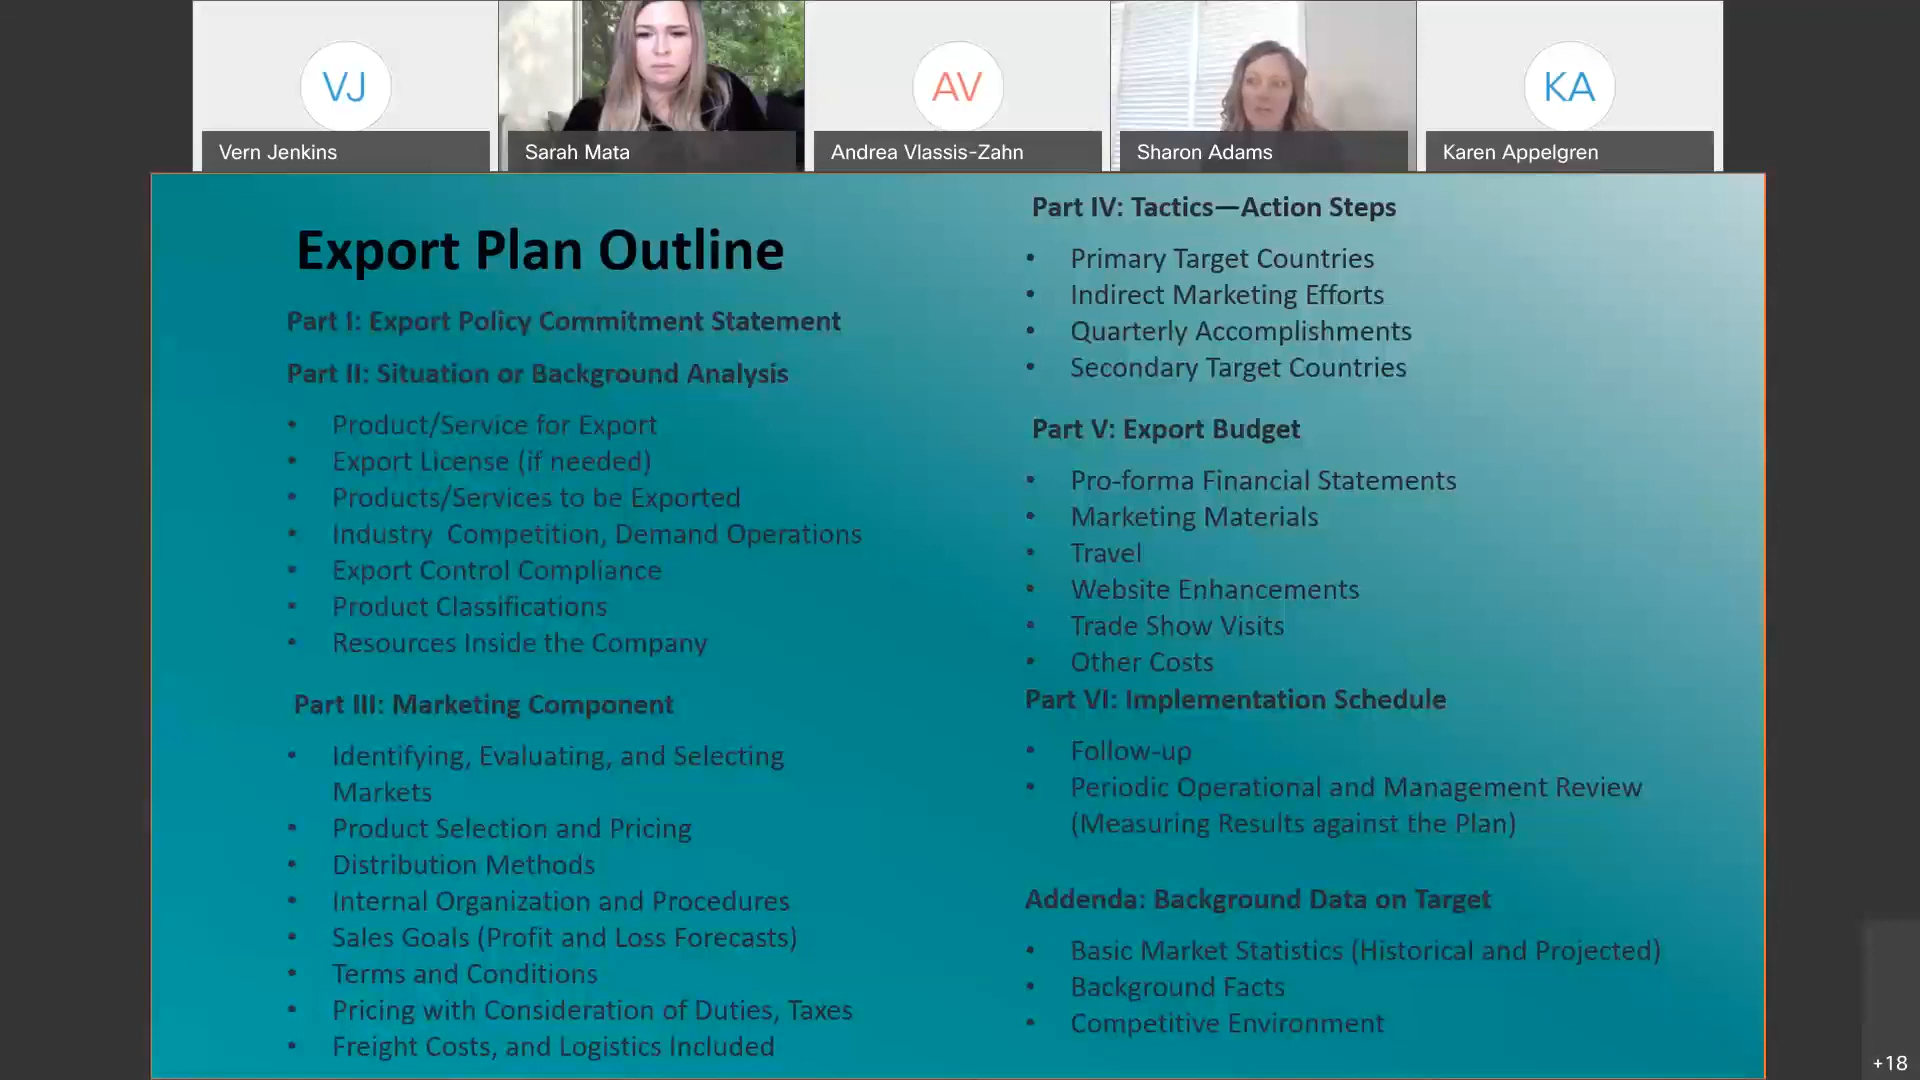 VJ
AV
KA
Vern Jenkins
Sarah Mata
Andrea Vlassis-Zahn
Sharon Adams
Karen Appelgren
Export Plan Outline
Part I: Export Policy Commitment Statement
Part II: Situation or Background Analysis
• Product/Service for Export
• Export License (if needed)
• Products/Services to be Exported
• Industry  Competition, Demand Operations
• Export Control Compliance
• Product Classifications
• Resources Inside the Company
Part III: Marketing Component
• Identifying, Evaluating, and Selecting
Markets
• Product Selection and Pricing
• Distribution Methods
• Internal Organization and Procedures
• Sales Goals (Profit and Loss Forecasts)
• Terms and Conditions
• Pricing with Consideration of Duties, Taxes
• Freight Costs, and Logistics Included
Part IV: Tactics—Action Steps
• Primary Target Countries
• Indirect Marketing Efforts
• Quarterly Accomplishments
• Secondary Target Countries
Part V: Export Budget
• Pro-forma Financial Statements
• Marketing Materials
• Travel
• Website Enhancements
• Trade Show Visits
• Other Costs
Part VI: Implementation Schedule
• Follow-up
• Periodic Operational and Management Review
(Measuring Results against the Plan)
Addenda: Background Data on Target
• Basic Market Statistics (Historical and Projected)
• Background Facts
• Competitive Environment
+18